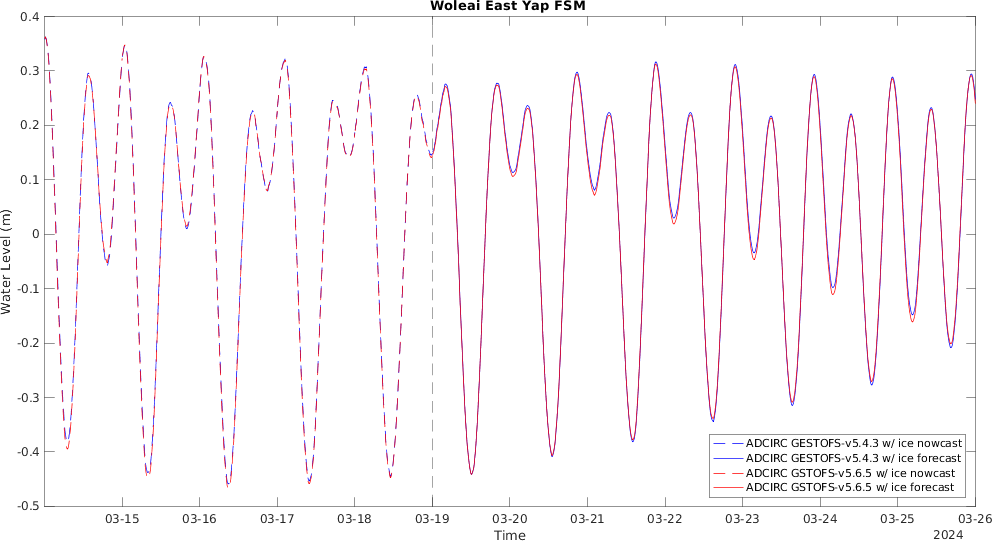 Woleai East Yap FSM
Water Level (m)
0.4
0.3
0.2
0.1
0
-0.1
-0.2
-0.3
-0.4
-0.5
ADCIRC GESTOFS-v5.4.3 w/ ice nowcast
ADCIRC GESTOFS-v5.4.3 w/ ice forecast
ADCIRC GSTOFS-v5.6.5 w/ ice nowcast
ADCIRC GSTOFS-v5.6.5 w/ ice forecast
03-15 03-16 03-17 03-18 03-19 03-20 03-21 03-22 03-23 03-24 03-25 03-26
Time
2024